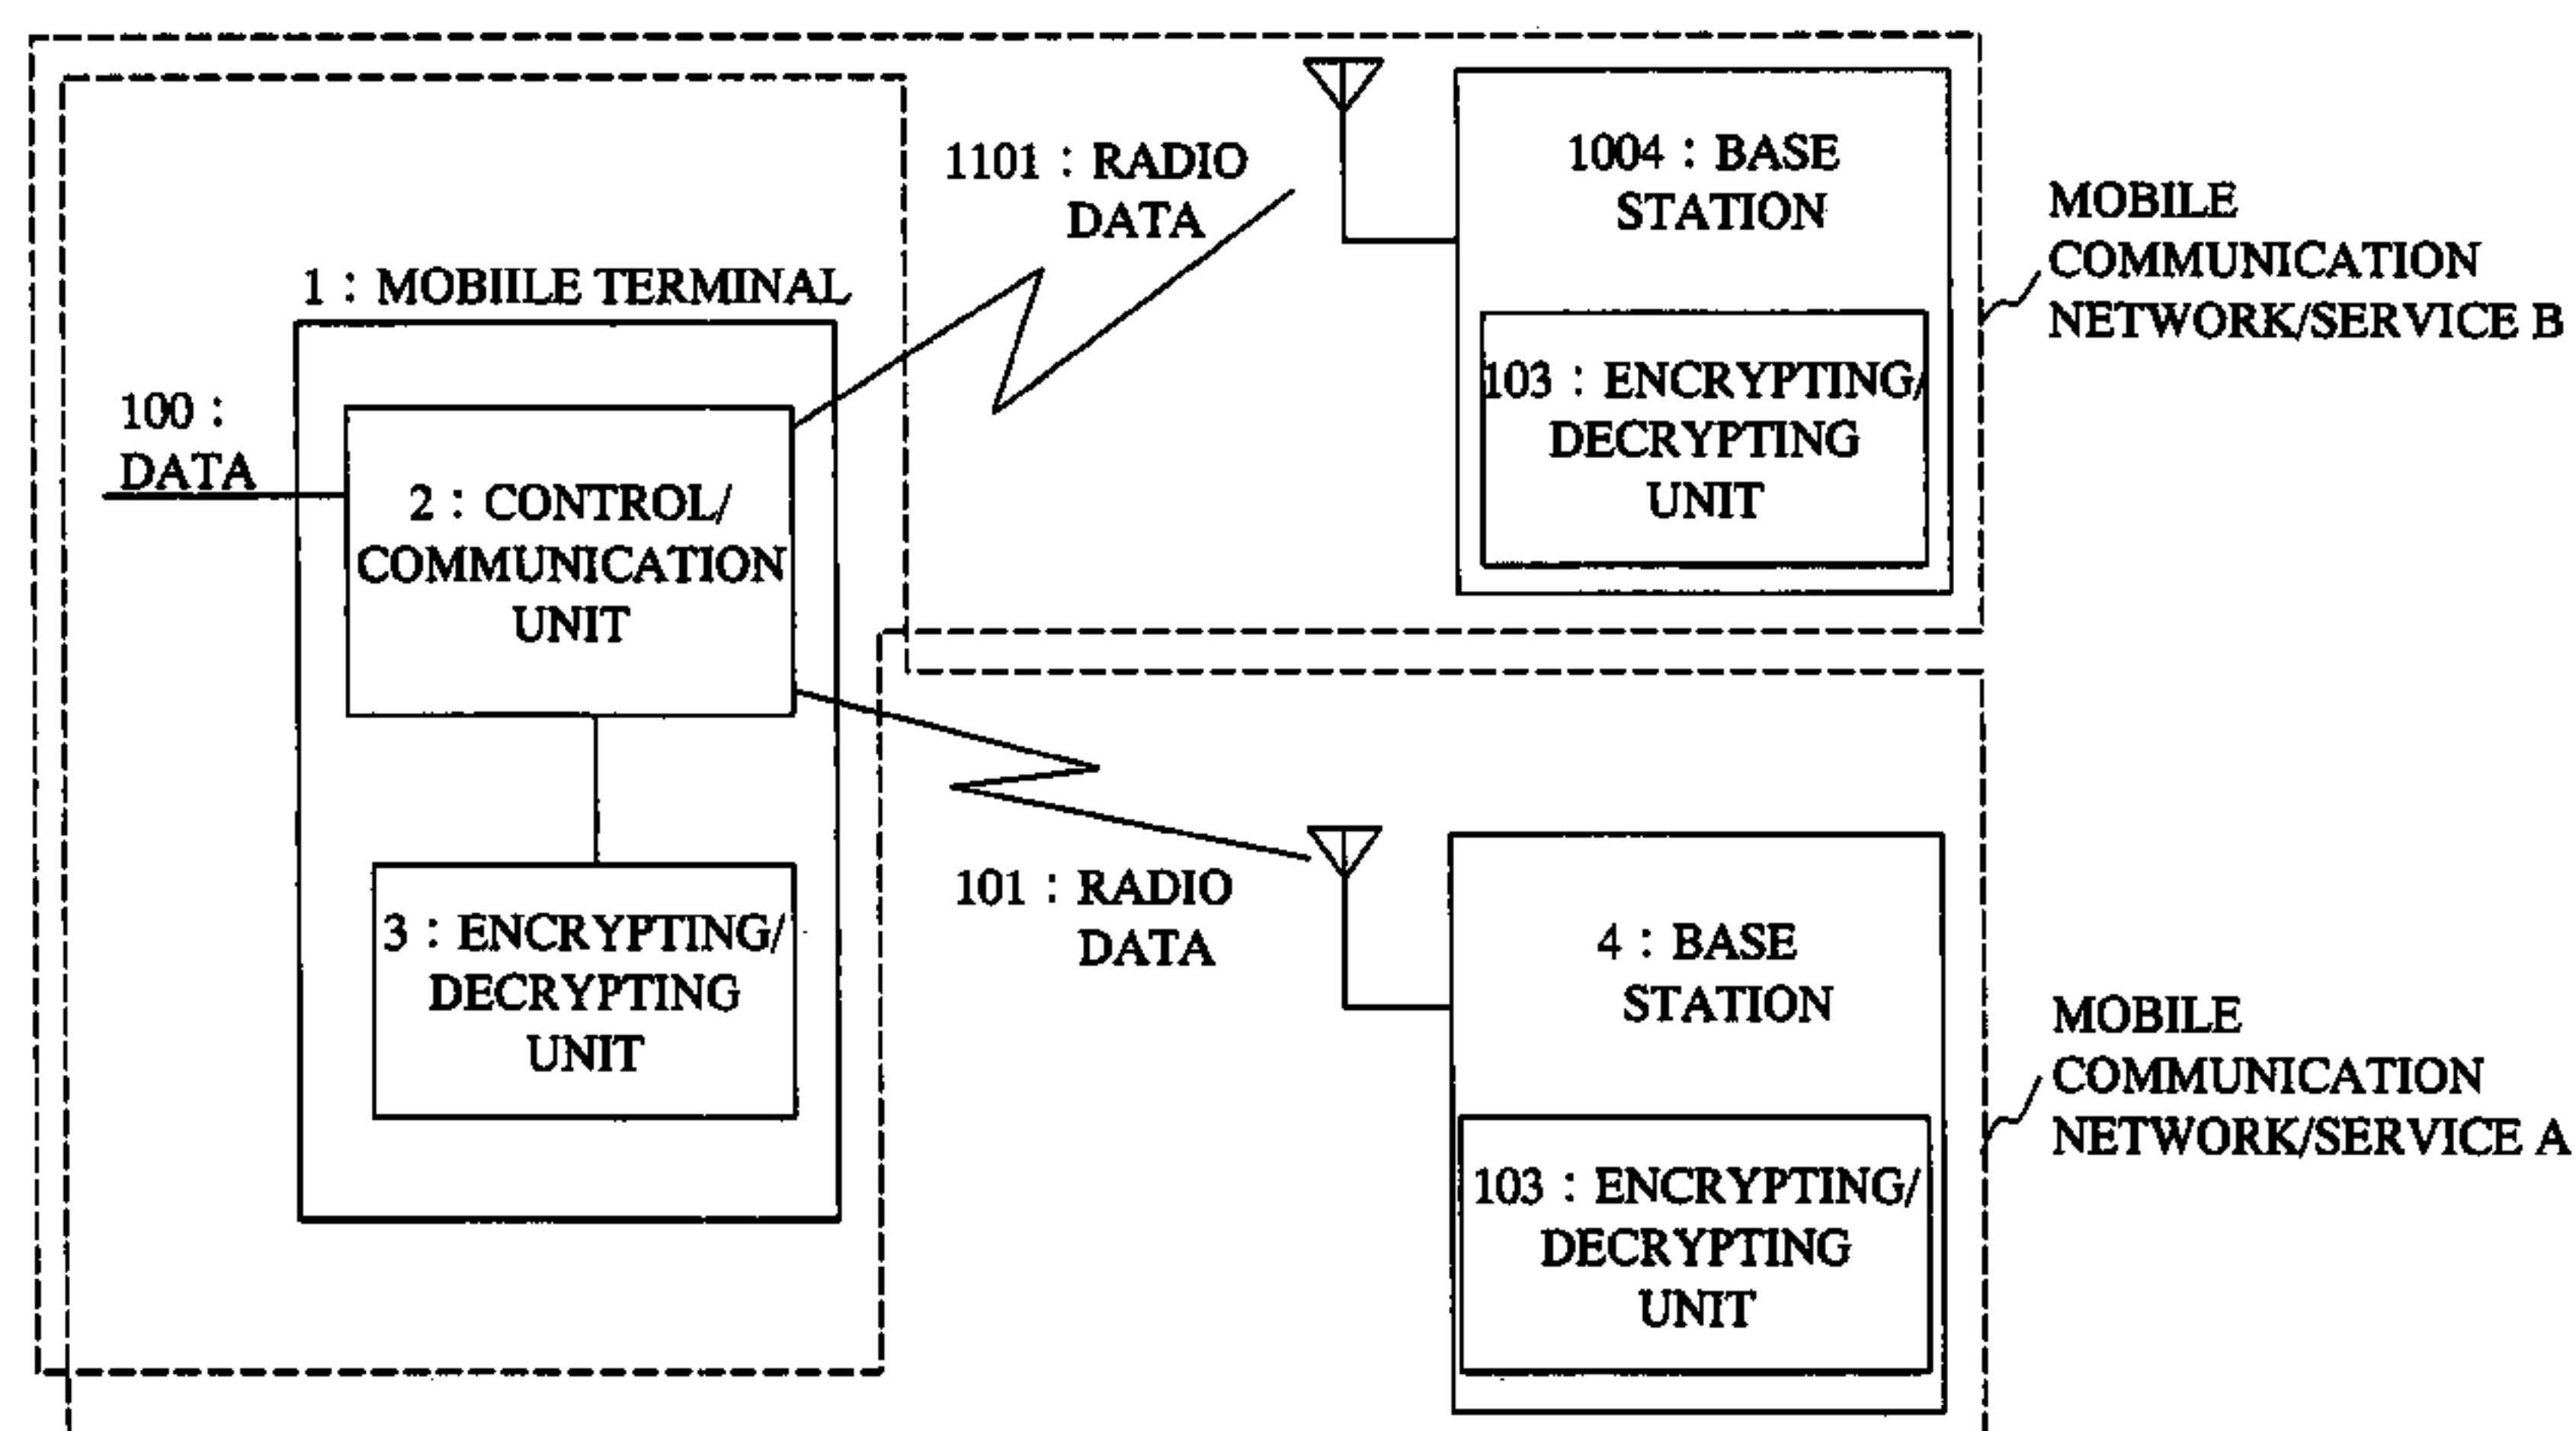 1101 : RADIO
DATA
1004 : BASE
STATION
103 : ENCRYPTING/
DECRYPTING
UNIT
MOBILE
COMMUNICATION
NETWORK/SERVICE B
1 : MOBIILE TERMINAL
100 :
DATA
2 : CONTROL/
COMMUNICATION
UNIT
3 : ENCRYPTING/
DECRYPTING
UNIT
101 : RADIO
DATA
4 : BASE
STATION
103 : ENCRYPTING/
DECRYPTING
UNIT
MOBILE
COMMUNICATION
NETWORK/SERVICE A